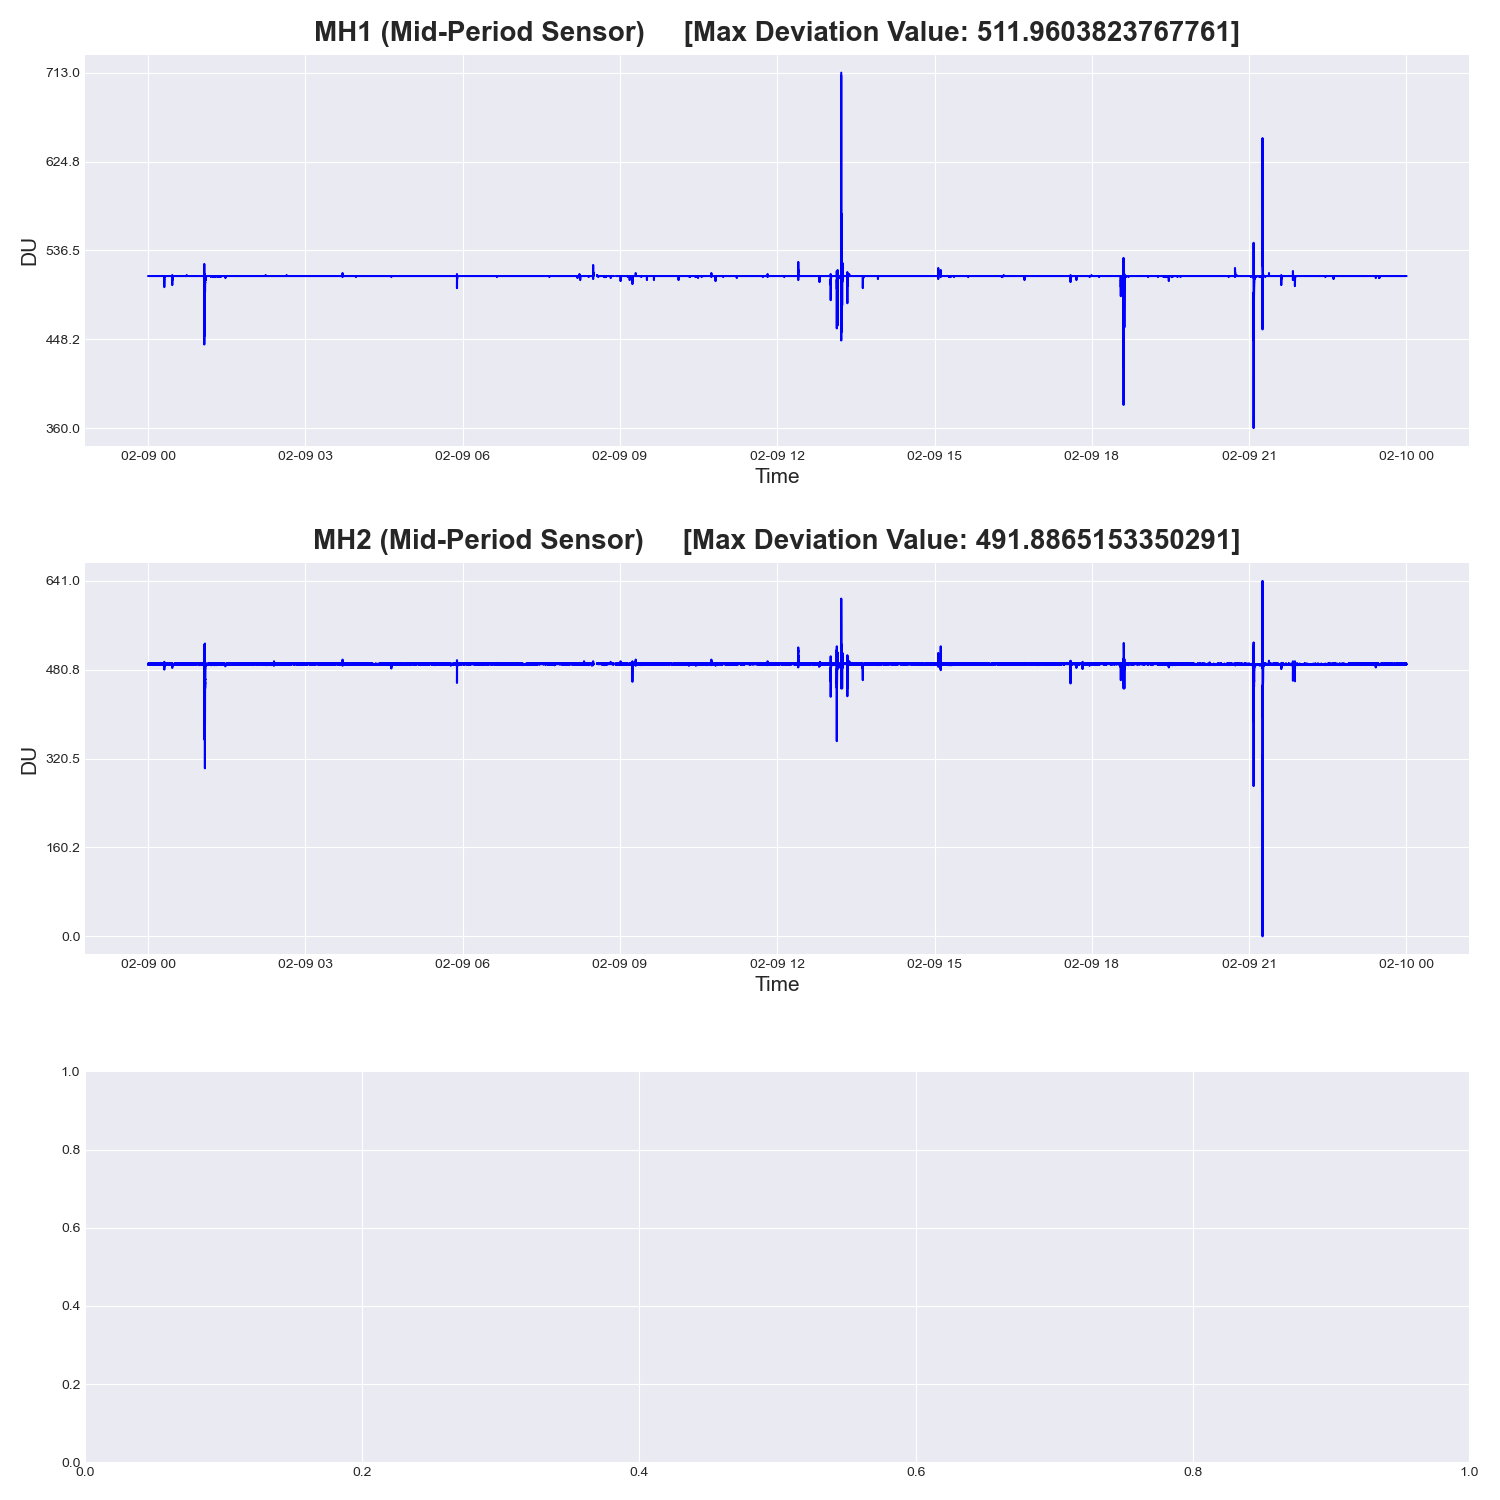 MH1 (Mid-Period Sensor) [Max Deviation Value: 511.9603823767761]
713.0
624.8
536.5
448.2
360.0
DU
02-09 00 02-09 03 02-09 06 02-09 09 02-09 12 02-09 15 02-09 18 02-09 21 02-10 00
Time
MH2 (Mid-Period Sensor) [Max Deviation Value: 491.8865153350291]
641.0
480.8
320.5
160.2
0.0
DU
02-09 00 02-09 03 02-09 06 02-09 09 02-09 12 02-09 15 02-09 18 02-09 21 02-10 00
Time
1.0
0.8
0.6
0.4
0.2
0.0
0.0 0.2 0.4 0.6 0.8 1.0